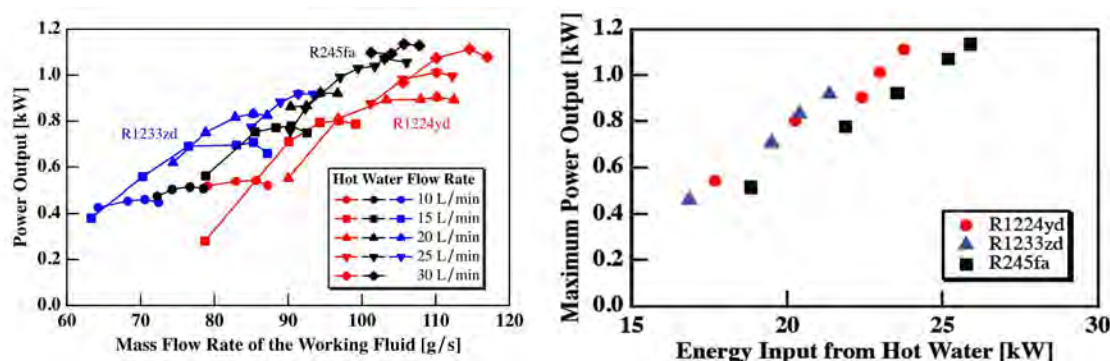 Power Output [kW]
1.2
1.0
0.8
0.6
0.4
0.2
0.0
R245fa
R1233zd
R1224yd
Hot Water Flow Rate
10 L/min
15 L/min
20 L/min
25 L/min
30 L/min
60 70 80 90 100 110 120
Mass Flow Rate of the Working Fluid [g/s]
Maximum Power Output [kW]
1.2
1.0
0.8
0.6
0.4
0.2
0.0
R1224yd
R1233zd
R245fa
15 20 25 30
Energy Input from Hot Water [kW]